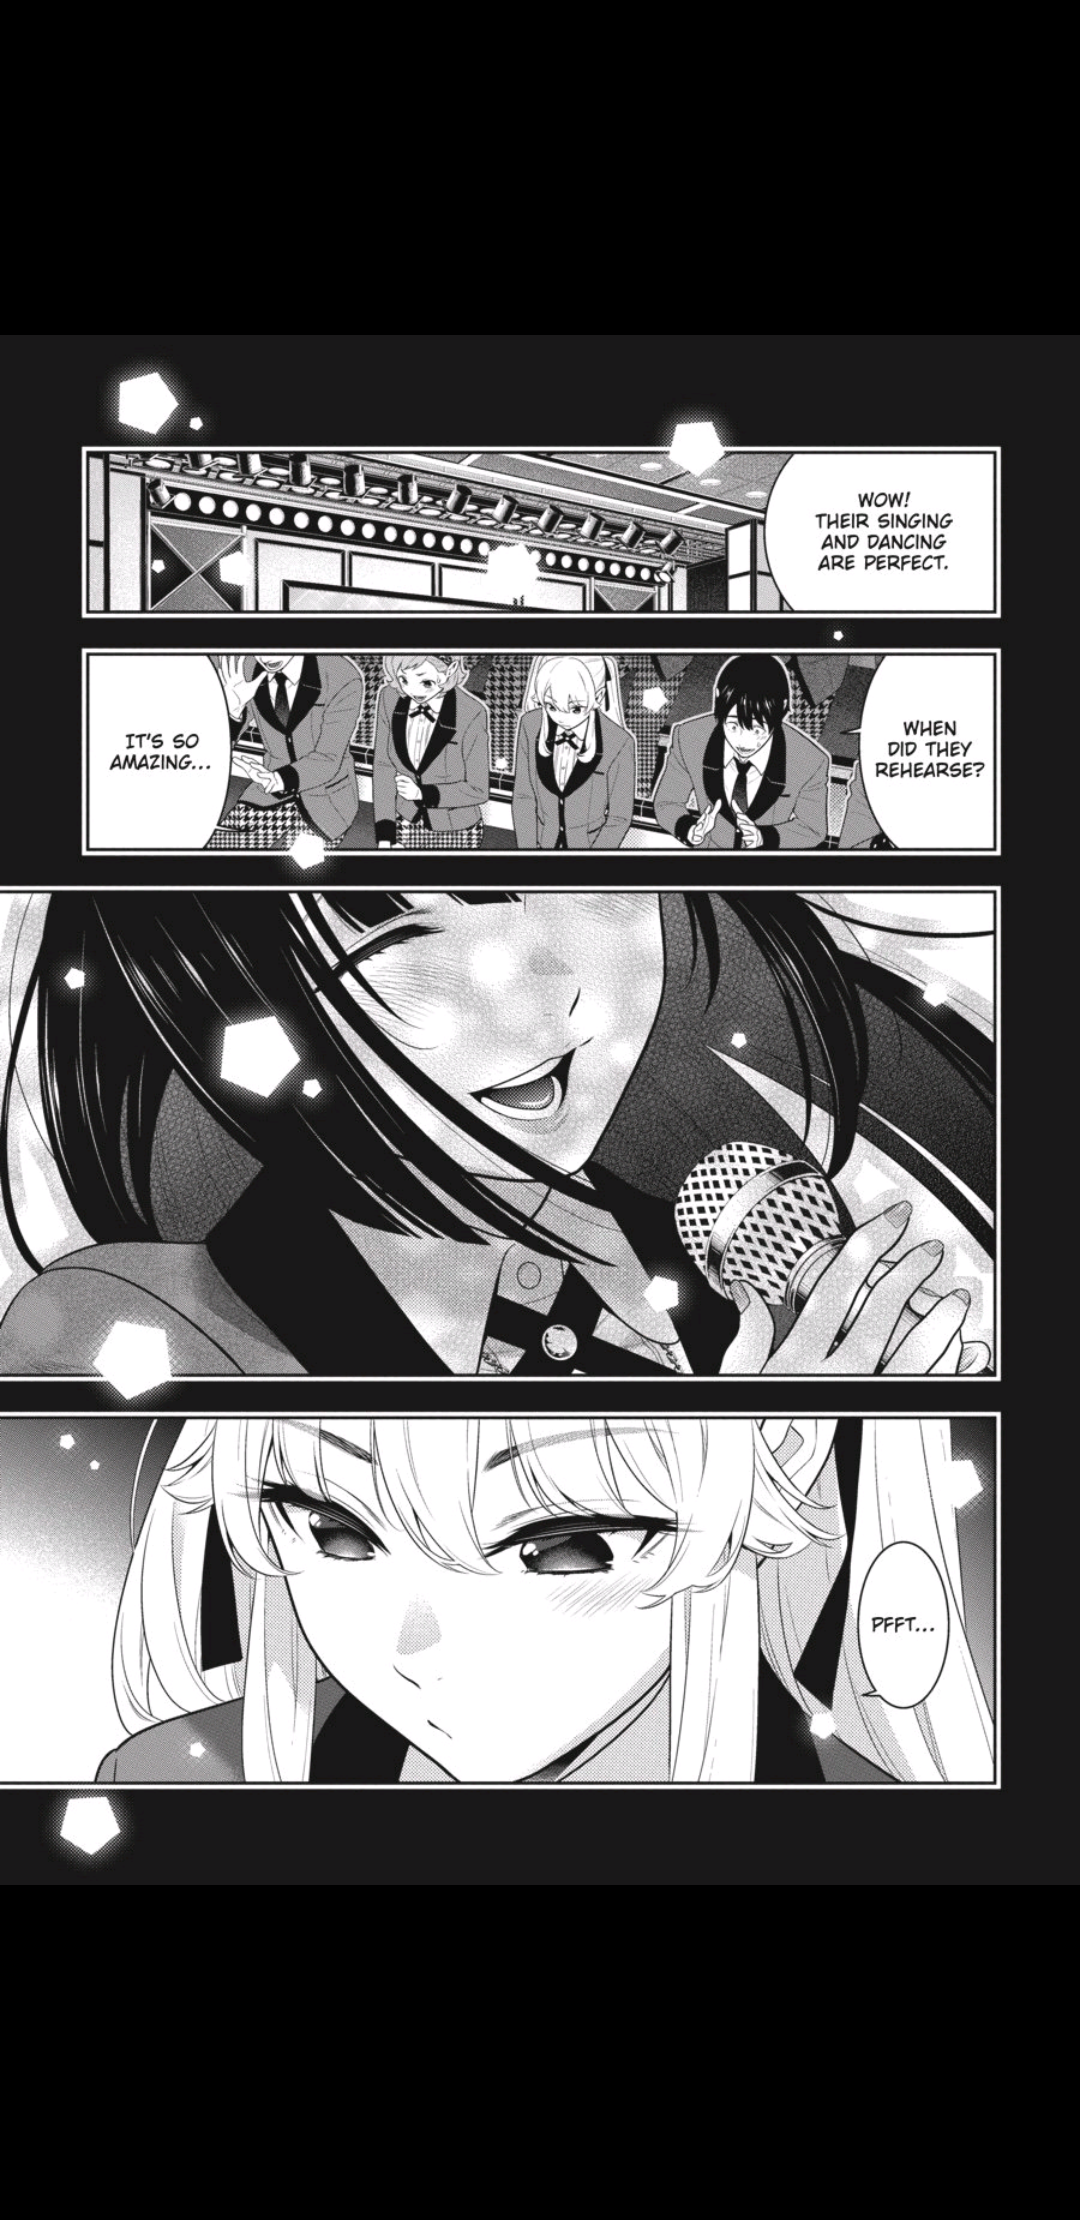 WOW!
THEIR SINGING
AND DANCING
ARE PERFECT.
WHEN
DID THEY
REHEARSE?
IT'S SO
AMAZING...
PFFT...